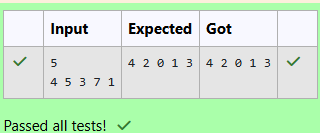 Input Expected Got
5 4 2 0 1 3 4 2 0 1 3
4 5 3 7 1
Passed all tests!